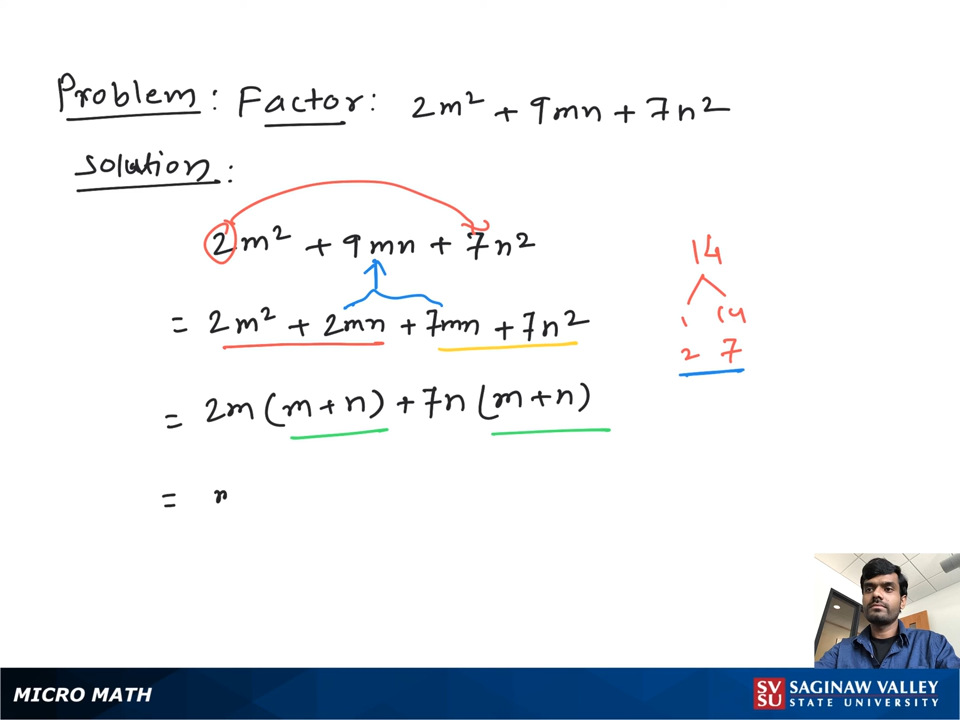 Problem: Factor: 2m² + 9mn + 7n²
Solution:
2m² + 9mn + 7n²
14
= 2m² + 2mn + 7mn + 7n²
1 14
2 7
= 2m (m+n) + 7n (m+n)
=
MICRO MATH
SV SU SAGINAW VALLEY
STATE UNIVERSITY